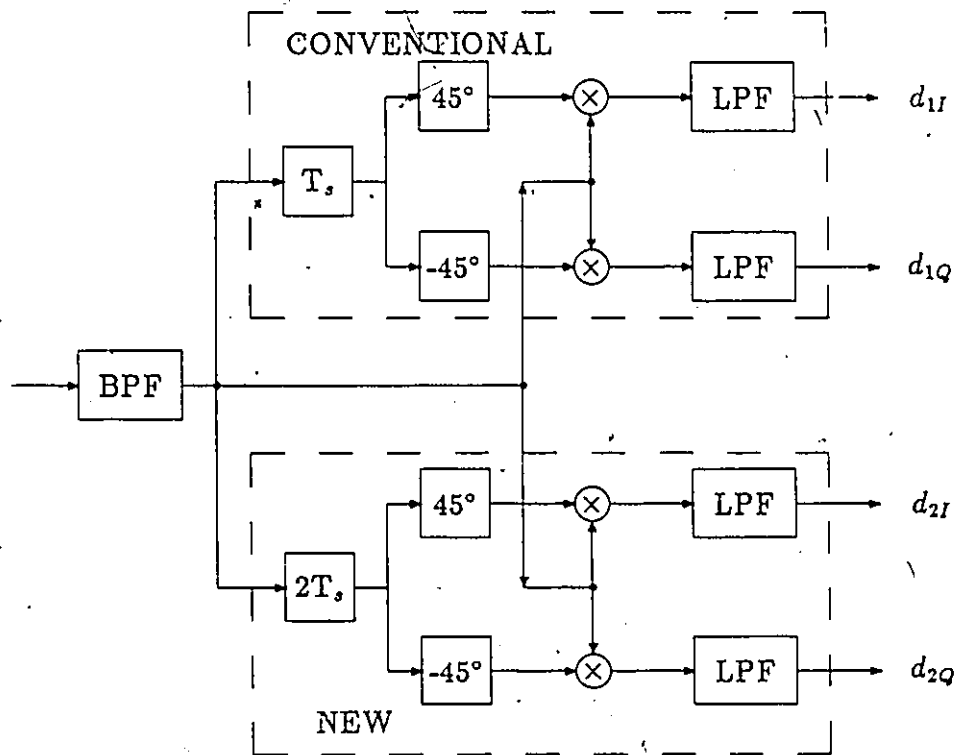 CONVENTIONAL
45°
LPF
d₁I
Tₛ
-45°
LPF
d₁Q
BPF
45°
LPF
d₂I
2Tₛ
-45°
LPF
d₂Q
NEW